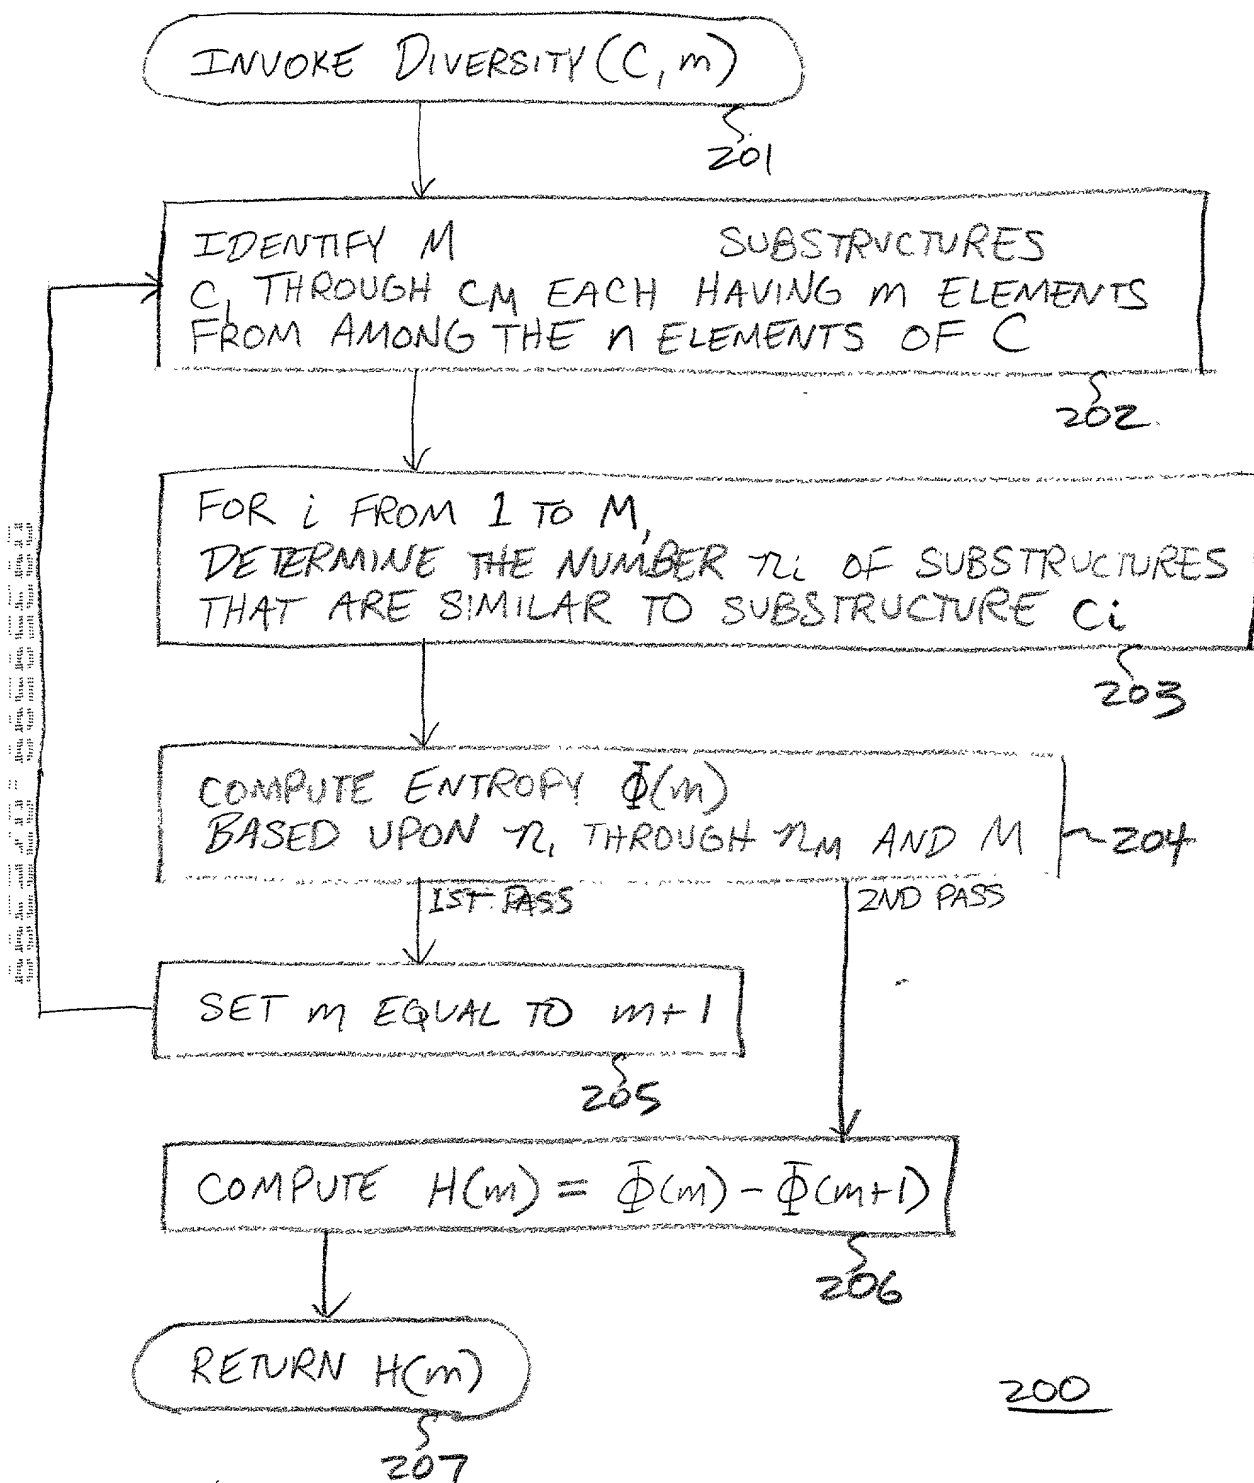 INVOKE DIVERSITY (C, m)
201
IDENTIFY M SUBSTRUCTURES
C1 THROUGH CM EACH HAVING m ELEMENTS
FROM AMONG THE n ELEMENTS OF C
202
FOR i FROM 1 TO M,
DETERMINE THE NUMBER ni OF SUBSTRUCTURES
THAT ARE SIMILAR TO SUBSTRUCTURE Ci
203
COMPUTE ENTROPY Φ(m)
BASED UPON n1 THROUGH nM AND M
204
1ST PASS
2ND PASS
SET m EQUAL TO m+1
205
COMPUTE H(m) = Φ(m) - Φ(m+1)
206
RETURN H(m)
207
200